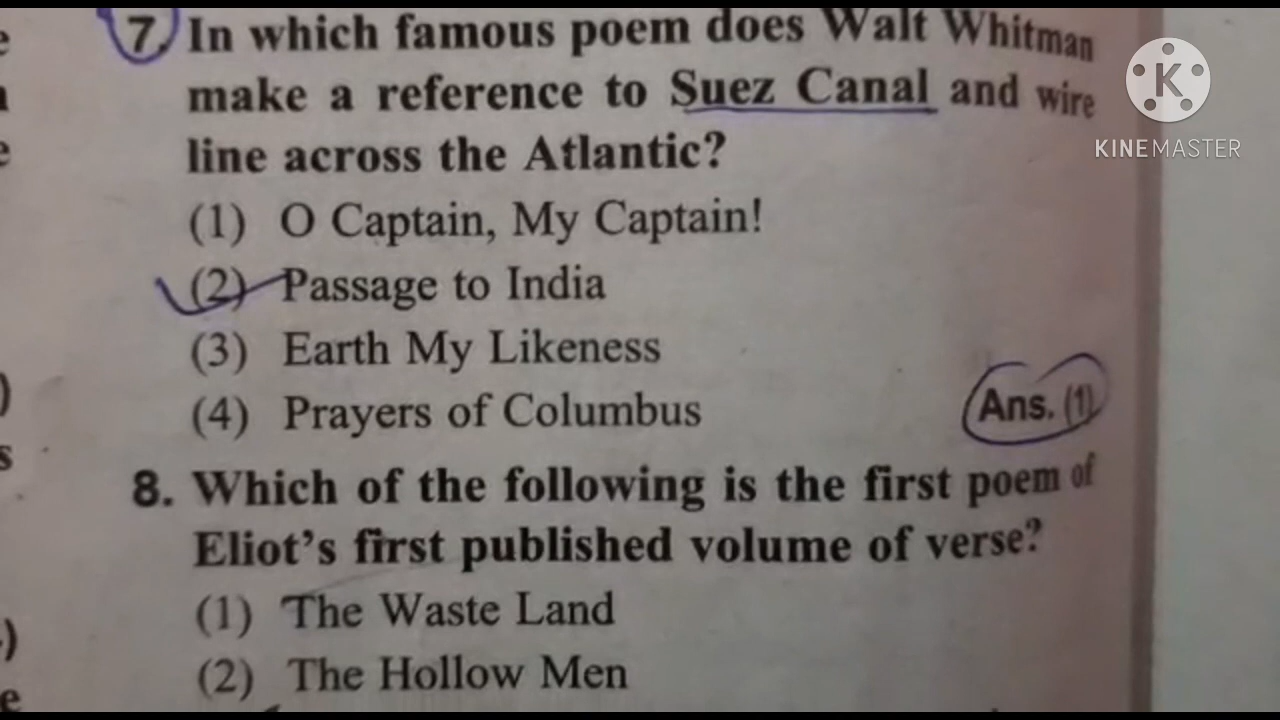 7. In which famous poem does Walt Whitman
make a reference to Suez Canal and wire
line across the Atlantic?
(1) O Captain, My Captain!
(2) Passage to India
(3) Earth My Likeness
(4) Prayers of Columbus
Ans. (1)
8. Which of the following is the first poem of
Eliot's first published volume of verse?
(1) The Waste Land
(2) The Hollow Men
K
KINEMASTER